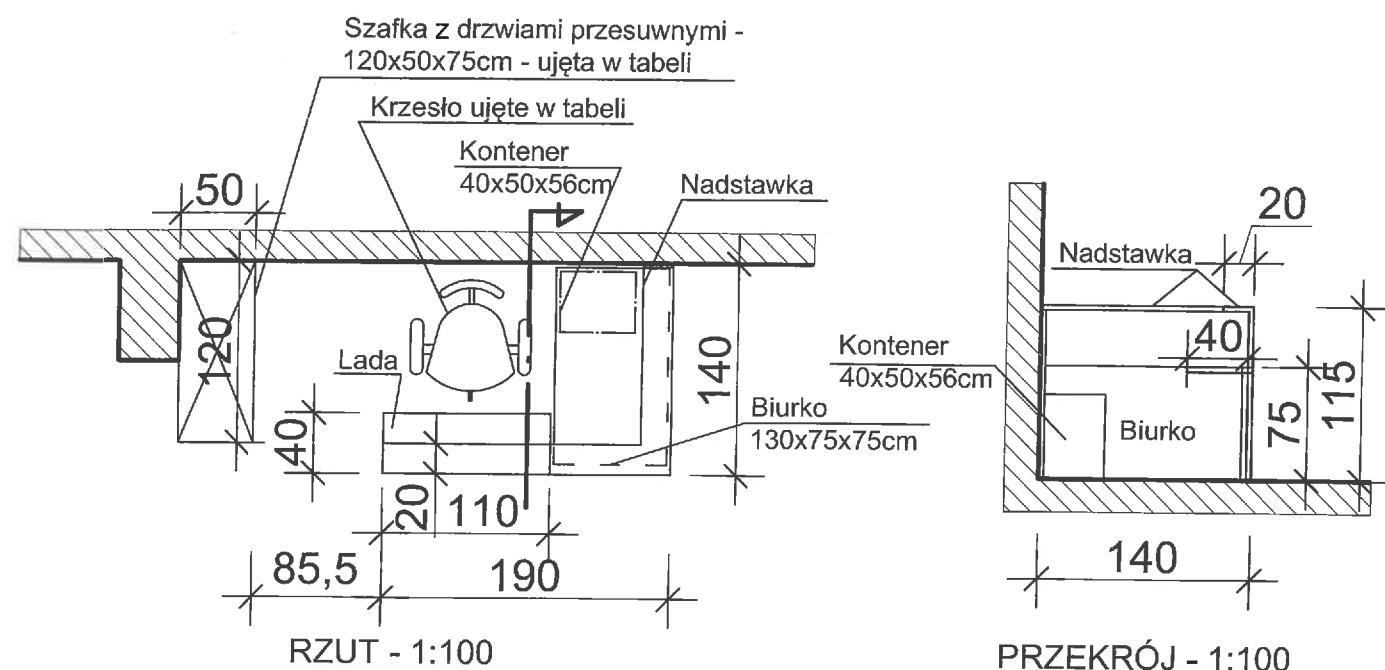 Szafka z drzwiami przesuwnymi -
120x50x75cm - ujęta w tabeli
Krzesło ujęte w tabeli
Kontener
40x50x56cm
Nadstawka
50
120
Lada
40
20
110
140
Biurko
130x75x75cm
85,5
190
RZUT - 1:100
20
Nadstawka
Kontener
40x50x56cm
40
Biurko
75
115
140
PRZEKRÓJ - 1:100